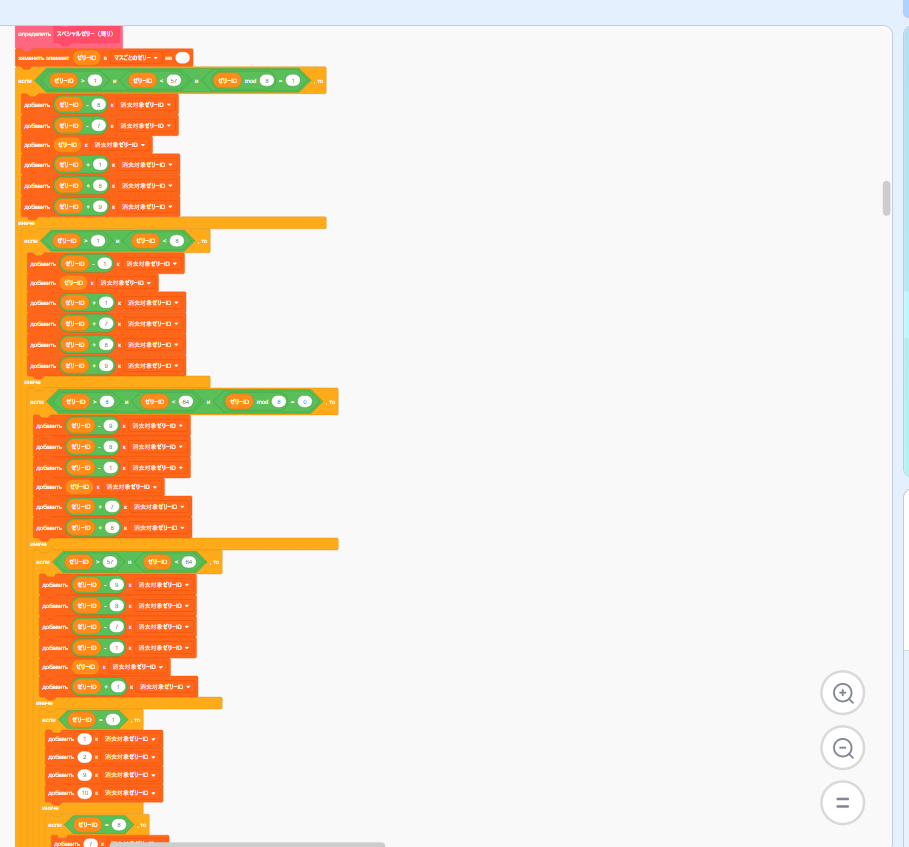 определить スペシャルゼリー（周り）
заменить элемент ゼリーID в マスごとのゼリー на
если ゼリーID > 1 и ゼリーID < 57 и ゼリーID mod 8 = 1 , то
добавить ゼリーID - 8 к 消去対象ゼリーID
добавить ゼリーID - 7 к 消去対象ゼリーID
добавить ゼリーID к 消去対象ゼリーID
добавить ゼリーID + 1 к 消去対象ゼリーID
добавить ゼリーID + 8 к 消去対象ゼリーID
добавить ゼリーID + 9 к 消去対象ゼリーID
иначе
если ゼリーID > 1 и ゼリーID < 8 , то
добавить ゼリーID - 1 к 消去対象ゼリーID
добавить ゼリーID к 消去対象ゼリーID
добавить ゼリーID + 1 к 消去対象ゼリーID
добавить ゼリーID + 7 к 消去対象ゼリーID
добавить ゼリーID + 8 к 消去対象ゼリーID
добавить ゼリーID + 9 к 消去対象ゼリーID
иначе
если ゼリーID > 8 и ゼリーID < 64 и ゼリーID mod 8 = 0 , то
добавить ゼリーID - 9 к 消去対象ゼリーID
добавить ゼリーID - 8 к 消去対象ゼリーID
добавить ゼリーID - 1 к 消去対象ゼリーID
добавить ゼリーID к 消去対象ゼリーID
добавить ゼリーID + 7 к 消去対象ゼリーID
добавить ゼリーID + 8 к 消去対象ゼリーID
иначе
если ゼリーID > 57 и ゼリーID < 64 , то
добавить ゼリーID - 9 к 消去対象ゼリーID
добавить ゼリーID - 8 к 消去対象ゼリーID
добавить ゼリーID - 7 к 消去対象ゼリーID
добавить ゼリーID - 1 к 消去対象ゼリーID
добавить ゼリーID к 消去対象ゼリーID
добавить ゼリーID + 1 к 消去対象ゼリーID
иначе
если ゼリーID = 1 , то
добавить 1 к 消去対象ゼリーID
добавить 2 к 消去対象ゼリーID
добавить 9 к 消去対象ゼリーID
добавить 10 к 消去対象ゼリーID
иначе
если ゼリーID = 8 , то
добавить 7 к